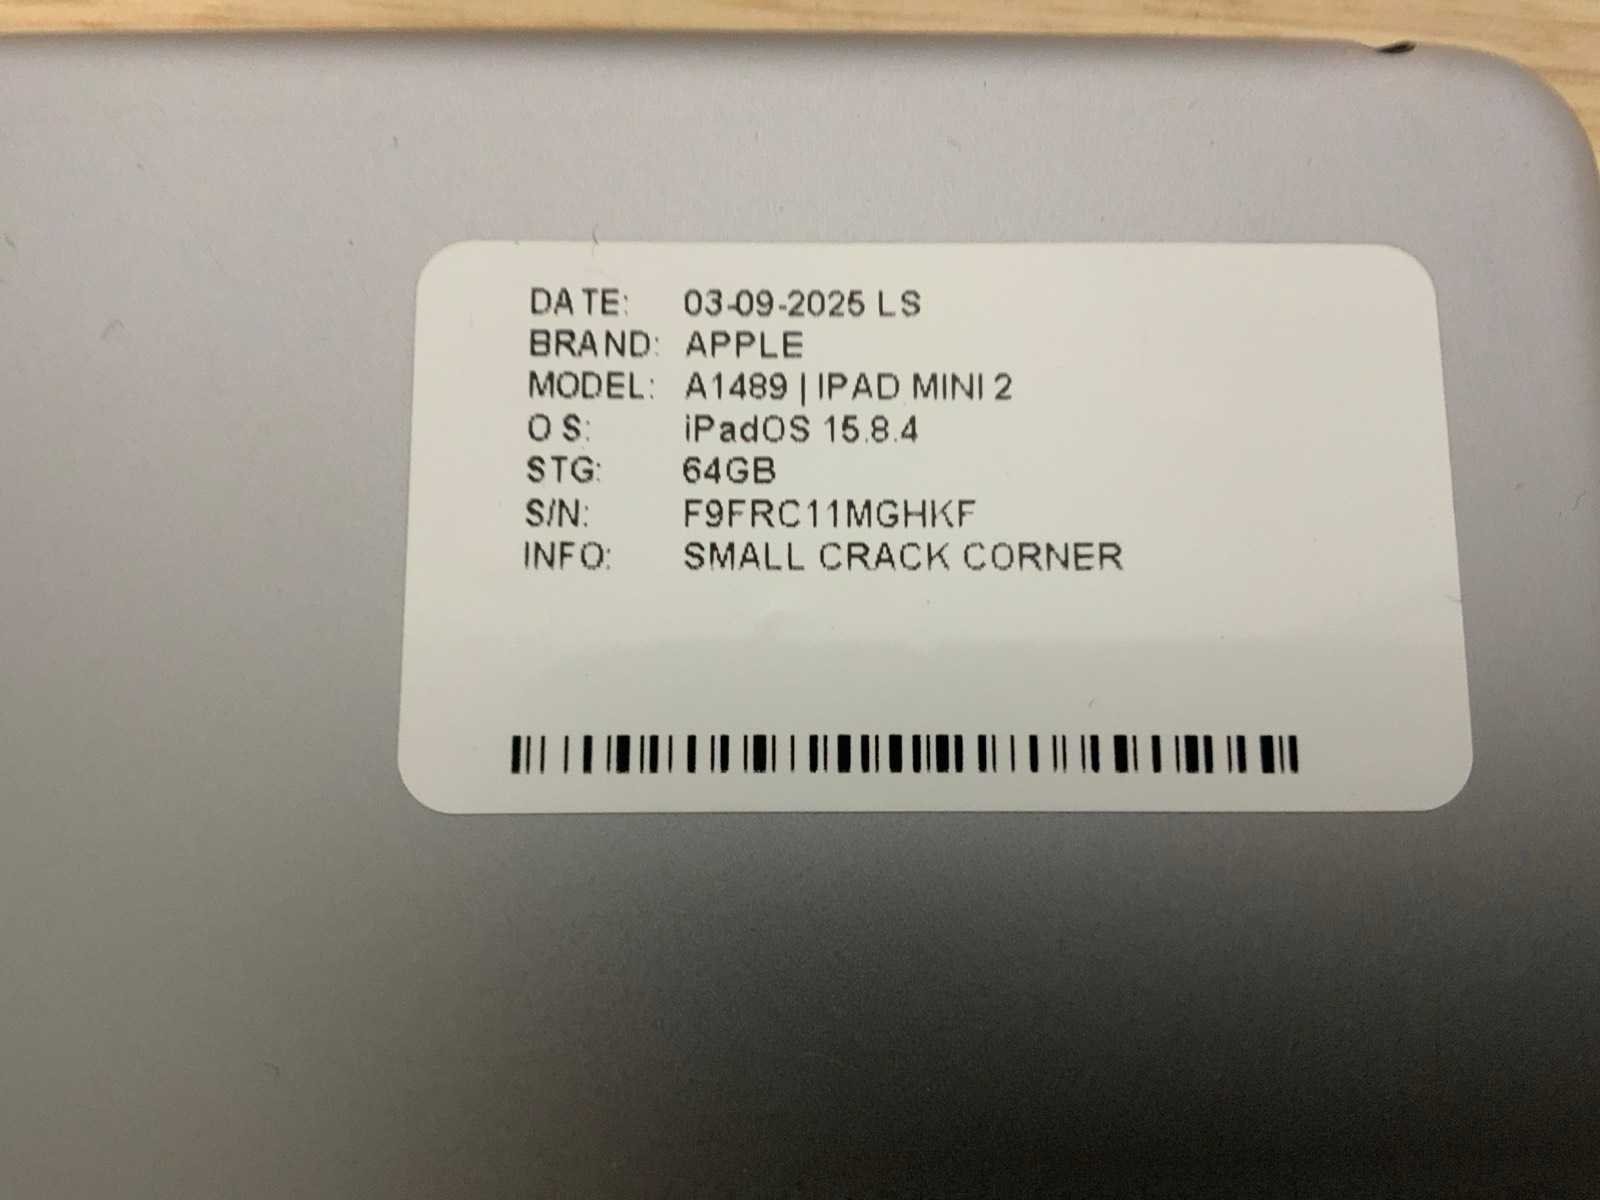 DATE: 03-09-2025 LS
BRAND: APPLE
MODEL: A1489 | IPAD MINI 2
OS: iPadOS 15.8.4
STG: 64GB
S/N: F9FRC11MGHKF
INFO: SMALL CRACK CORNER